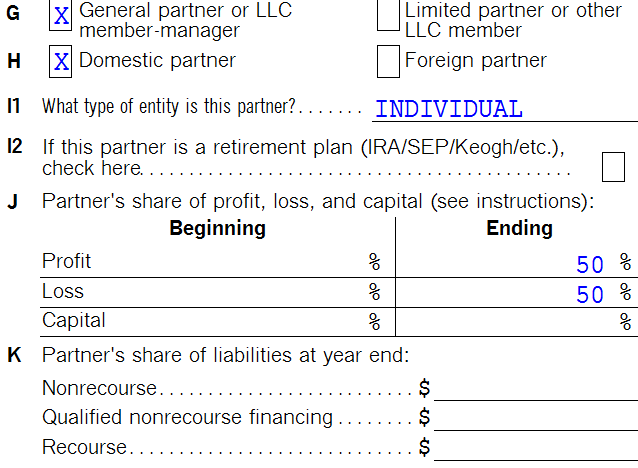 G X General partner or LLC member-manager Limited partner or other LLC member
H X Domestic partner Foreign partner
I1 What type of entity is this partner?....... INDIVIDUAL
I2 If this partner is a retirement plan (IRA/SEP/Keogh/etc.),
check here............................................
J Partner's share of profit, loss, and capital (see instructions):
Beginning Ending
Profit % 50 %
Loss % 50 %
Capital % %
K Partner's share of liabilities at year end:
Nonrecourse.......................... $
Qualified nonrecourse financing ........ $
Recourse............................. $